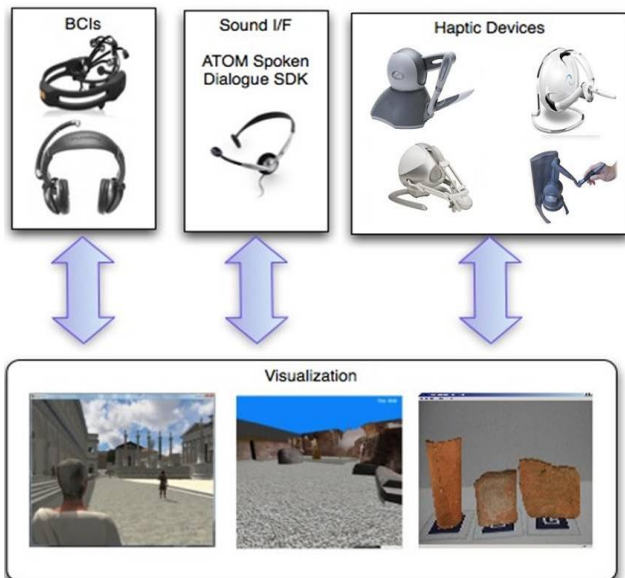 BCIs
Sound I/F
ATOM Spoken
Dialogue SDK
Haptic Devices
Visualization